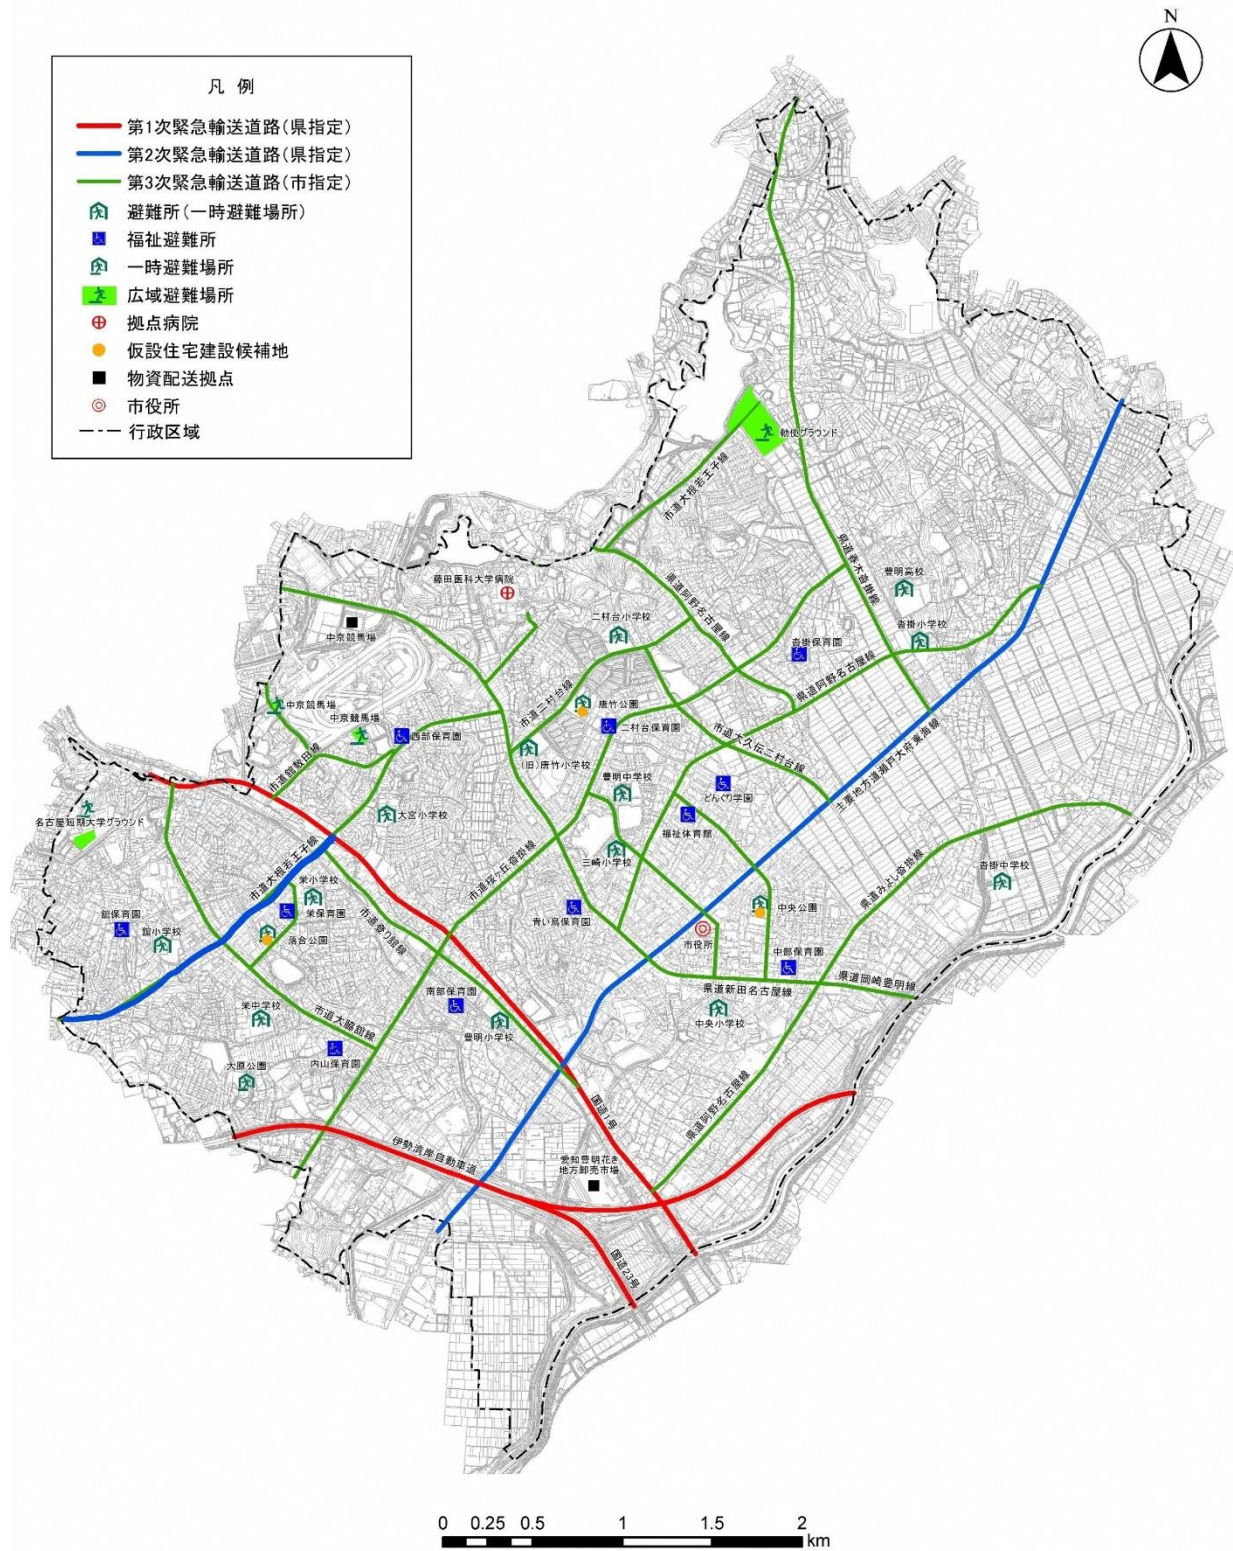 N
凡 例
第1次緊急輸送道路(県指定)
第2次緊急輸送道路(県指定)
第3次緊急輸送道路(市指定)
避難所(一時避難場所)
福祉避難所
一時避難場所
広域避難場所
拠点病院
仮設住宅建設候補地
物資配送拠点
市役所
行政区域
勅使グラウンド
市道大根若王子線
県道春木沓掛線
豊明高校
藤田医科大学病院
県道阿野名古屋線
二村台小学校
沓掛小学校
中京競馬場
沓掛保育園
県道阿野名古屋線
市道二村台線
唐竹公園
中京競馬場
中京競馬場
二村台保育園
市道大久伝二村台線
西部保育園
(旧)唐竹小学校
市道舘敷田線
豊明中学校
どんぐり学園
主要地方道瀬戸大府東海線
名古屋短期大学グラウンド
大宮小学校
福祉体育館
三崎小学校
市道大根若王子線
市道桜ヶ丘沓掛線
県道みよし沓掛線
沓掛中学校
栄小学校
舘保育園
栄保育園
市道登り舘線
青い鳥保育園
中央公園
舘小学校
落合公園
市役所
中部保育園
県道岡崎豊明線
県道新田名古屋線
南部保育園
栄中学校
市道大脇舘線
豊明小学校
中央小学校
大原公園
内山保育園
県道阿野名古屋線
国道1号
伊勢湾岸自動車道
愛知豊明花き
地方卸売市場
国道23号
0 0.25 0.5 1 1.5 2
km